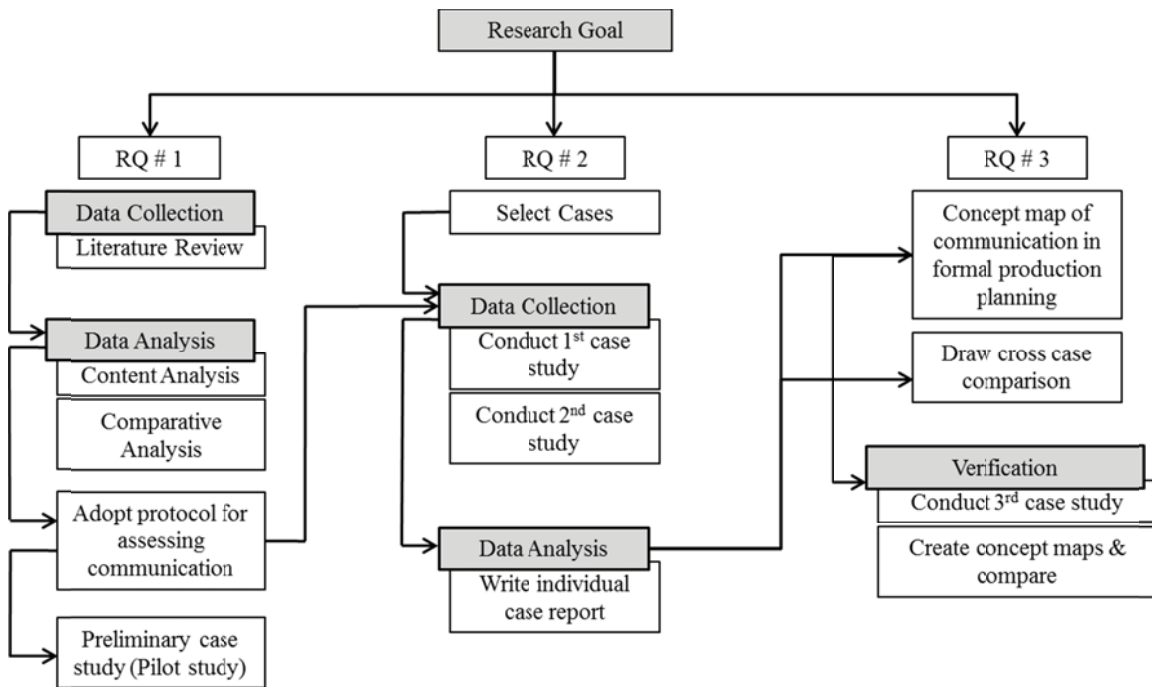 Research Goal
RQ # 1
Data Collection
Literature Review
Data Analysis
Content Analysis
Comparative
Analysis
Adopt protocol for
assessing
communication
Preliminary case
study (Pilot study)
RQ # 2
Select Cases
Data Collection
Conduct 1st case
study
Conduct 2nd case
study
Data Analysis
Write individual
case report
RQ # 3
Concept map of
communication in
formal production
planning
Draw cross case
comparison
Verification
Conduct 3rd case study
Create concept maps &
compare